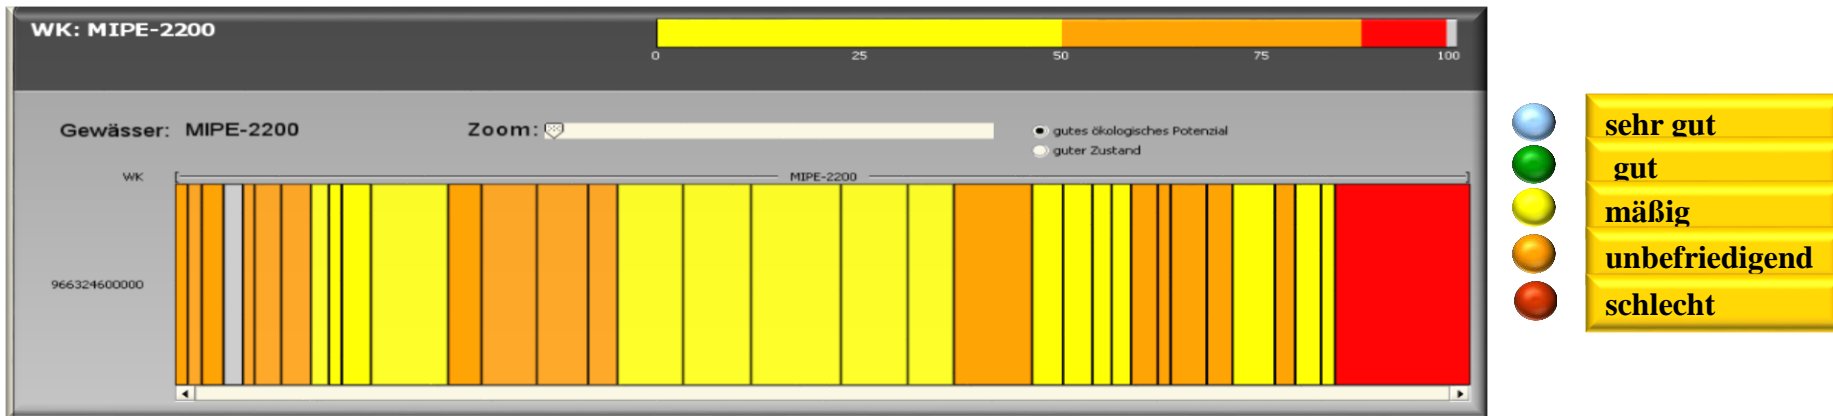 WK: MIPE-2200
0 25 50 75 100
Gewässer: MIPE-2200 Zoom:
gutes ökologisches Potenzial
guter Zustand
WK MIPE-2200
966324600000
sehr gut
gut
mäßig
unbefriedigend
schlecht